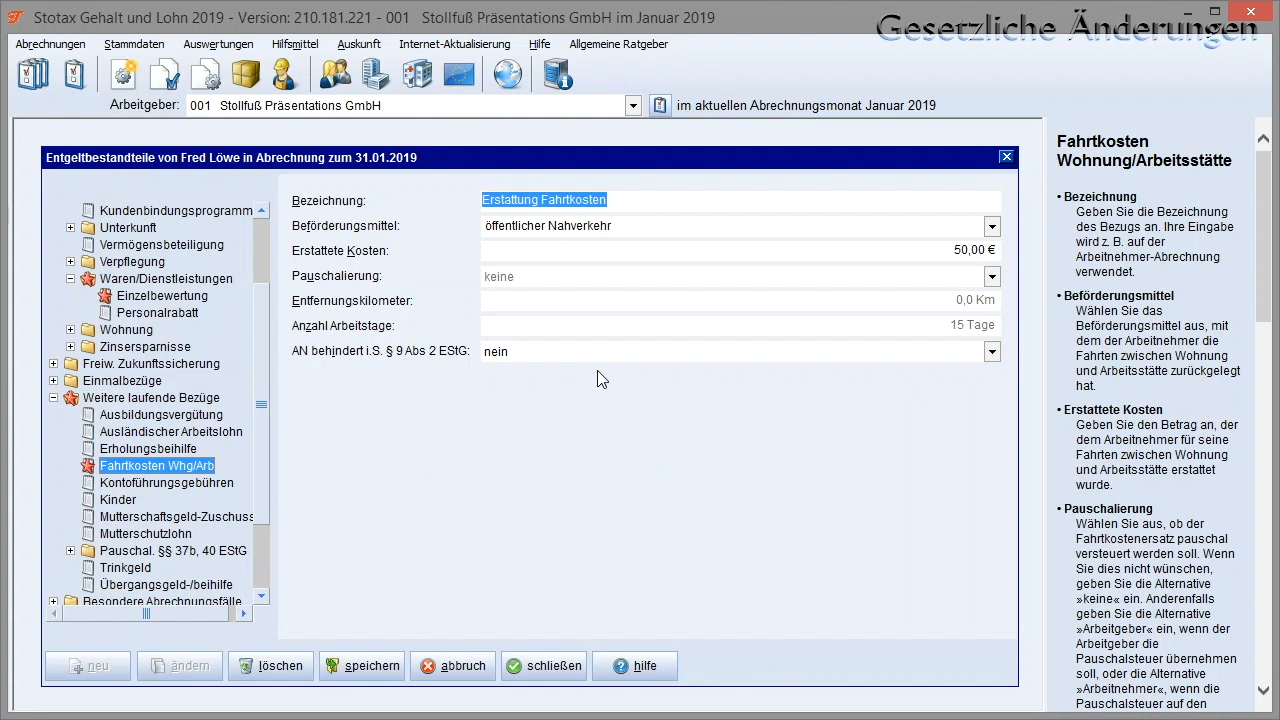 Stotax Gehalt und Lohn 2019 - Version: 210.181.221 - 001   Stollfuß Präsentations GmbH im Januar 2019
Gesetzliche Änderungen
Abrechnungen Stammdaten Auswertungen Hilfsmittel Auskunft Internet-Aktualisierung Hilfe Allgemeine Ratgeber
Arbeitgeber: 001 Stollfuß Präsentations GmbH im aktuellen Abrechnungsmonat Januar 2019
Entgeltbestandteile von Fred Löwe in Abrechnung zum 31.01.2019
Kundenbindungsprogramm
Unterkunft
Vermögensbeteiligung
Verpflegung
Waren/Dienstleistungen
Einzelbewertung
Personalrabatt
Wohnung
Zinsersparnisse
Freiw. Zukunftssicherung
Einmalbezüge
Weitere laufende Bezüge
Ausbildungsvergütung
Ausländischer Arbeitslohn
Erholungsbeihilfe
Fahrtkosten Whg/Arb
Kontoführungsgebühren
Kinder
Mutterschaftsgeld-Zuschuss
Mutterschutzlohn
Pauschal. §§ 37b, 40 EStG
Trinkgeld
Übergangsgeld-/beihilfe
Besondere Abrechnungsfälle
Bezeichnung: Erstattung Fahrtkosten
Beförderungsmittel: öffentlicher Nahverkehr
Erstattete Kosten: 50,00 €
Pauschalierung: keine
Entfernungskilometer: 0,0 Km
Anzahl Arbeitstage: 15 Tage
AN behindert i.S. § 9 Abs 2 EStG: nein
neu ändern löschen speichern abbruch schließen hilfe
Fahrtkosten
Wohnung/Arbeitsstätte
• Bezeichnung
Geben Sie die Bezeichnung
des Bezugs an. Ihre Eingabe
wird z. B. auf der
Arbeitnehmer-Abrechnung
verwendet.
• Beförderungsmittel
Wählen Sie das
Beförderungsmittel aus, mit
dem der Arbeitnehmer die
Fahrten zwischen Wohnung
und Arbeitsstätte zurückgelegt
hat.
• Erstattete Kosten
Geben Sie den Betrag an, der
dem Arbeitnehmer für seine
Fahrten zwischen Wohnung
und Arbeitsstätte erstattet
wurde.
• Pauschalierung
Wählen Sie aus, ob der
Fahrtkostenersatz pauschal
versteuert werden soll. Wenn
Sie dies nicht wünschen,
geben Sie die Alternative
»keine« ein. Anderenfalls
geben Sie die Alternative
»Arbeitgeber« ein, wenn der
Arbeitgeber die
Pauschalsteuer übernehmen
soll, oder die Alternative
»Arbeitnehmer«, wenn die
Pauschalsteuer auf den